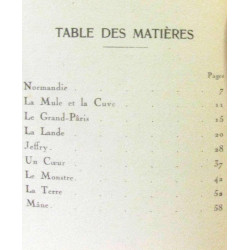 TABLE DES MATIÈRES
Pages
Normandie 7
La Mule et la Cuve 11
Le Grand-Pâris 15
La Lande 20
Jeffry. 28
Un Cœur 37
Le Monstre. 42
La Terre 52
Mâne. 58